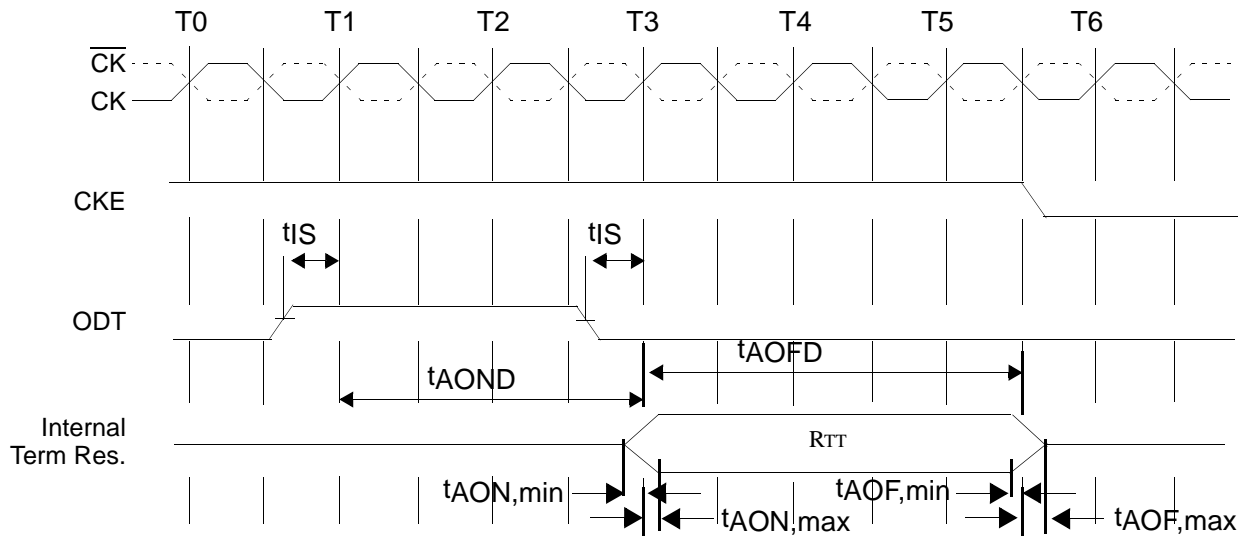 T0 T1 T2 T3 T4 T5 T6
CK
CK
CKE
tIS tIS
ODT
tAOFD
tAOND
Internal
Term Res.
RTT
tAON,min tAOF,min
tAON,max tAOF,max